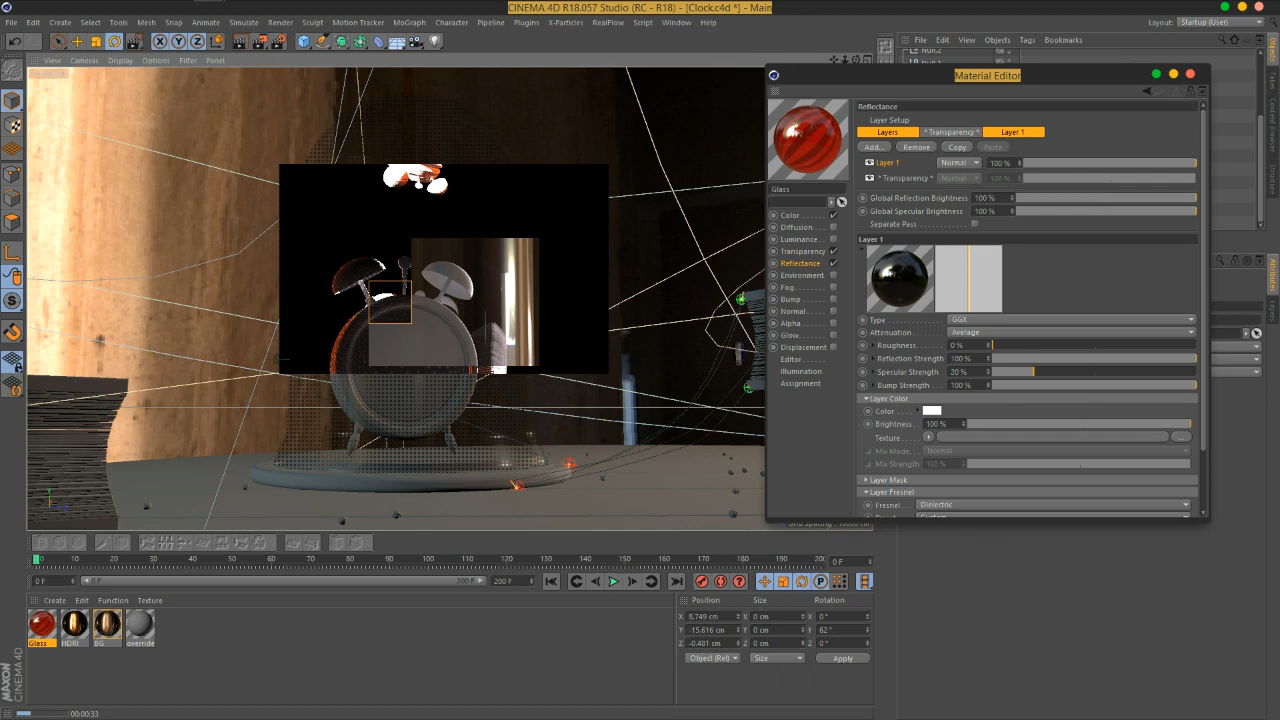 CINEMA 4D R18.057 Studio (RC - R18) - [Clock.c4d *] - Main
File Edit Create Select Tools Mesh Snap Animate Simulate Render Sculpt Motion Tracker MoGraph Character Pipeline Plugins X-Particles RealFlow Script Window Help Layout: Startup (User)
File Edit View Objects Tags Bookmarks
View Cameras Display Options Filter Panel
Objects
Takes
Content Browser
Structure
Attributes
Layers
Material Editor
Reflectance
Layer Setup
Layers * Transparency * Layer 1
Add... Remove Copy Paste
Layer 1 Normal 100 %
* Transparency * Normal 100 %
Glass
Global Reflection Brightness 100 %
Global Specular Brightness 100 %
Separate Pass
Color
Diffusion
Luminance
Transparency
Reflectance
Environment
Fog
Bump
Normal
Alpha
Glow
Displacement
Editor
Illumination
Assignment
Layer 1
Type GGX
Attenuation Average
Roughness 0 %
Reflection Strength 100 %
Specular Strength 20 %
Bump Strength 100 %
Layer Color
Color
Brightness 100 %
Texture ...
Mix Mode Normal
Mix Strength 100 %
Layer Mask
Layer Fresnel
Fresnel Dielectric
0 10 20 30 40 50 60 70 80 90 100 110 120 130 140 150 160 170 180 190 200 0 F
0 F 0 F 200 F 200 F
Create Edit Function Texture
Glass HDRI BG override
Position Size Rotation
X 8.749 cm X 0 cm X 0 °
Y -15.616 cm Y 0 cm Y 62 °
Z -0.481 cm Z 0 cm Z 0 °
Object (Rel) Size Apply
MAXON
CINEMA 4D
00:00:33